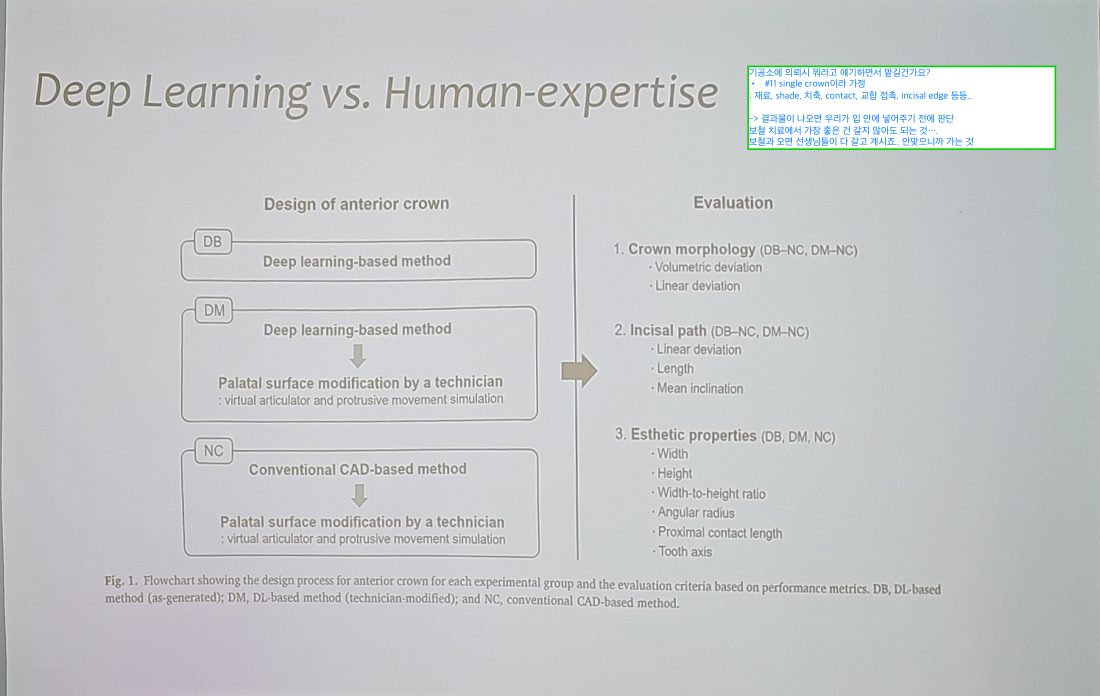 Deep Learning vs. Human-expertise
기공소에 의뢰시 뭐라고 얘기하면서 맡길건가요?
· #11 single crown이라 가정
: 재료, shade, 치축, contact, 교합 접촉, incisal edge 등등..
-> 결과물이 나오면 우리가 입 안에 넣어주기 전에 판단
보철 치료에서 가장 좋은 건 갈지 않아도 되는 것….
보철과 오면 선생님들이 다 갈고 계시죠.. 안맞으니까 가는 것
Design of anterior crown
DB
Deep learning-based method
DM
Deep learning-based method
Palatal surface modification by a technician
: virtual articulator and protrusive movement simulation
NC
Conventional CAD-based method
Palatal surface modification by a technician
: virtual articulator and protrusive movement simulation
Evaluation
1. Crown morphology (DB–NC, DM–NC)
· Volumetric deviation
· Linear deviation
2. Incisal path (DB–NC, DM–NC)
· Linear deviation
· Length
· Mean inclination
3. Esthetic properties (DB, DM, NC)
· Width
· Height
· Width-to-height ratio
· Angular radius
· Proximal contact length
· Tooth axis
Fig. 1. Flowchart showing the design process for anterior crown for each experimental group and the evaluation criteria based on performance metrics. DB, DL-based
method (as-generated); DM, DL-based method (technician-modified); and NC, conventional CAD-based method.